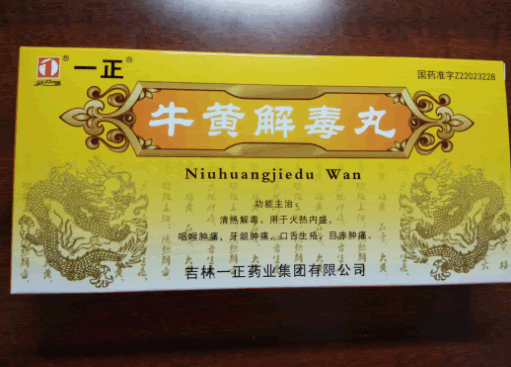 一正
国药准字Z22023228
牛黄解毒丸
Niuhuangjiedu Wan
功能主治:
清热解毒。用于火热内盛,
咽喉肿痛,牙龈肿痛,口舌生疮,目赤肿痛。
吉林一正药业集团有限公司